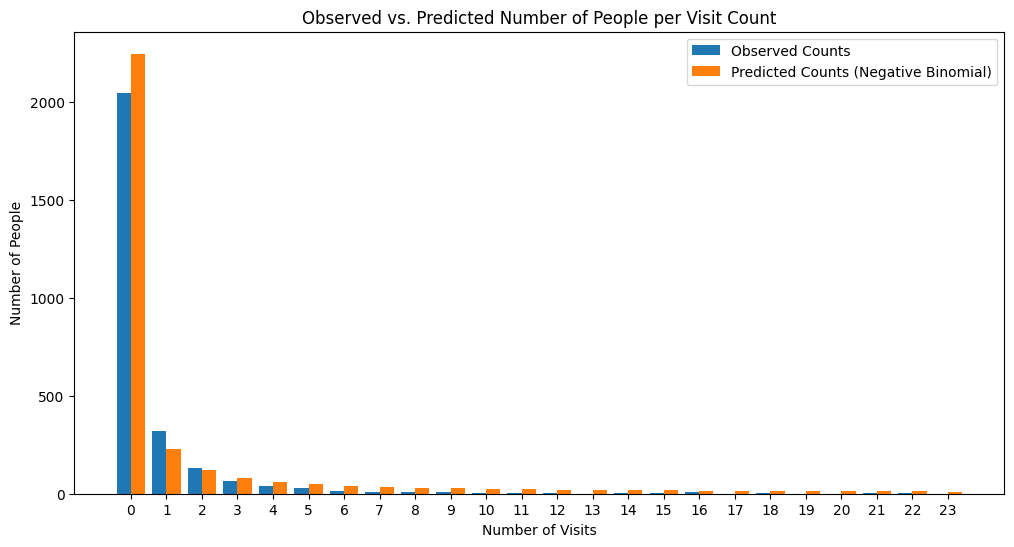 Observed vs. Predicted Number of People per Visit Count
Observed Counts
Predicted Counts (Negative Binomial)
Number of People
2000
1500
1000
500
0
0 1 2 3 4 5 6 7 8 9 10 11 12 13 14 15 16 17 18 19 20 21 22 23
Number of Visits